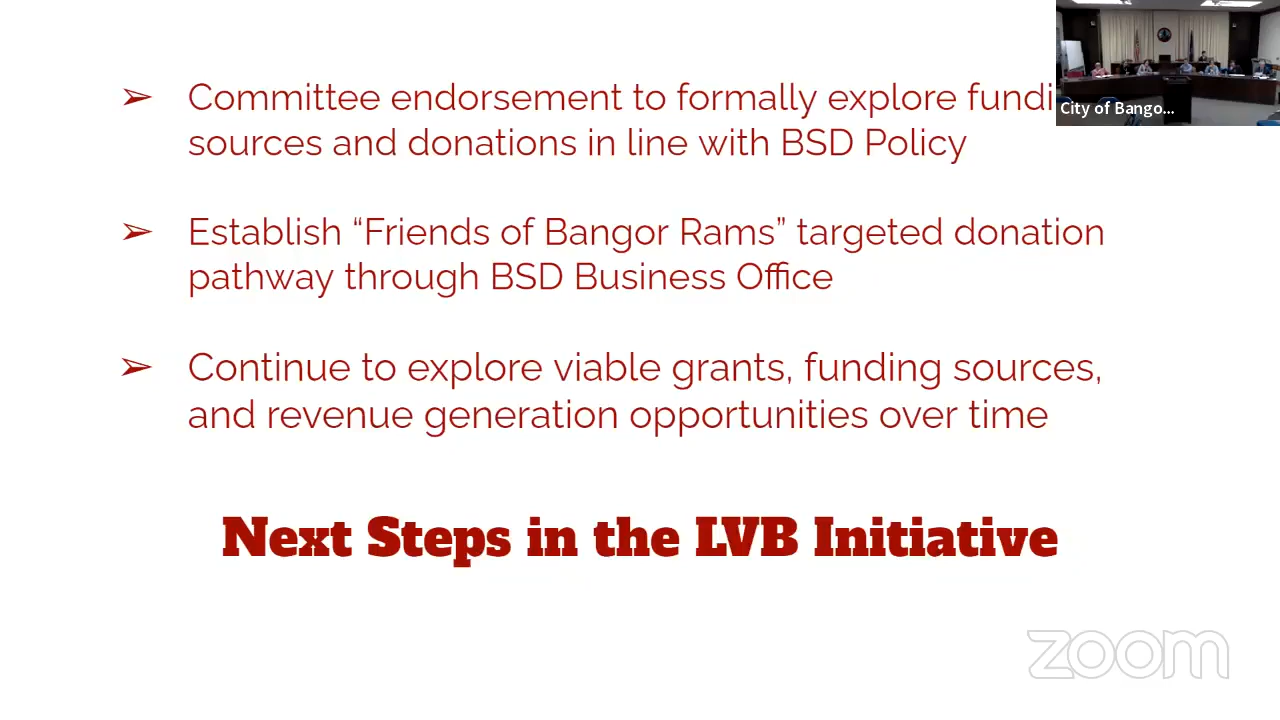 ➢ Committee endorsement to formally explore fundi
sources and donations in line with BSD Policy
City of Bango...
➢ Establish “Friends of Bangor Rams” targeted donation
pathway through BSD Business Office
➢ Continue to explore viable grants, funding sources,
and revenue generation opportunities over time
Next Steps in the LVB Initiative
zoom